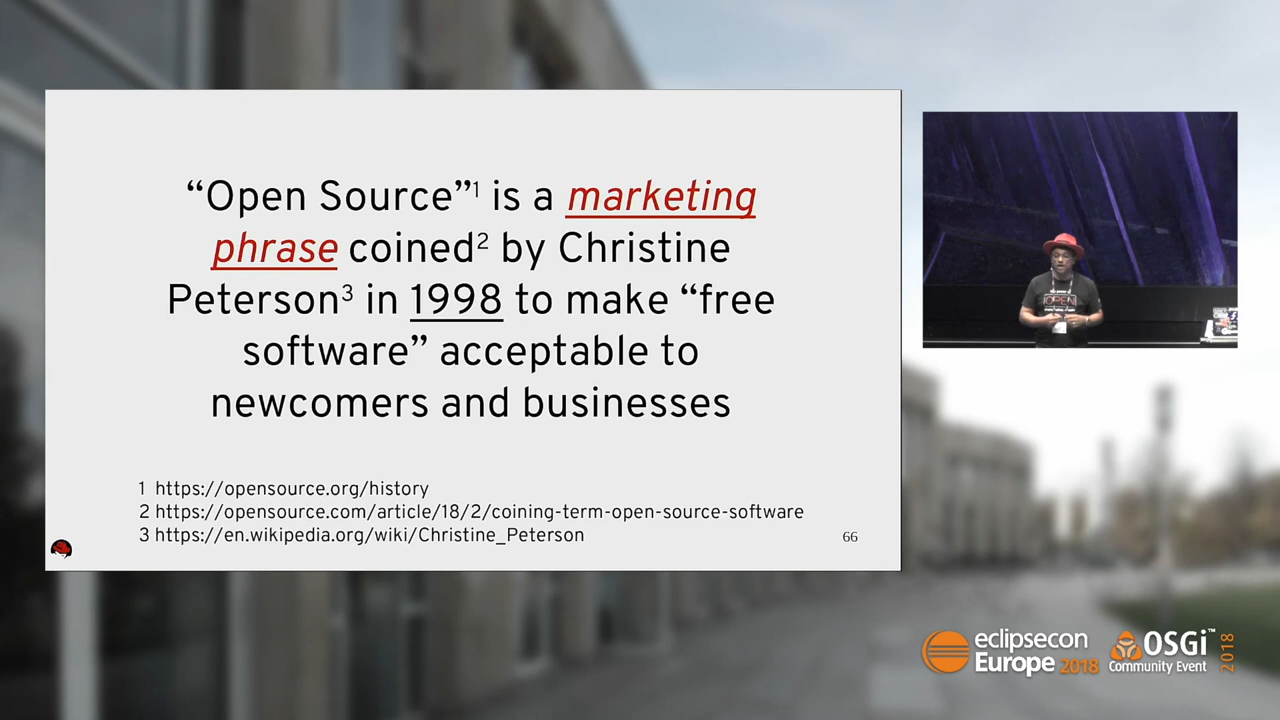 “Open Source”¹ is a marketing
phrase coined² by Christine
Peterson³ in 1998 to make “free
software” acceptable to
newcomers and businesses
1 https://opensource.org/history
2 https://opensource.com/article/18/2/coining-term-open-source-software
3 https://en.wikipedia.org/wiki/Christine_Peterson
66
OPEN
eclipsecon
Europe 2018
OSGi™
Community Event
2018